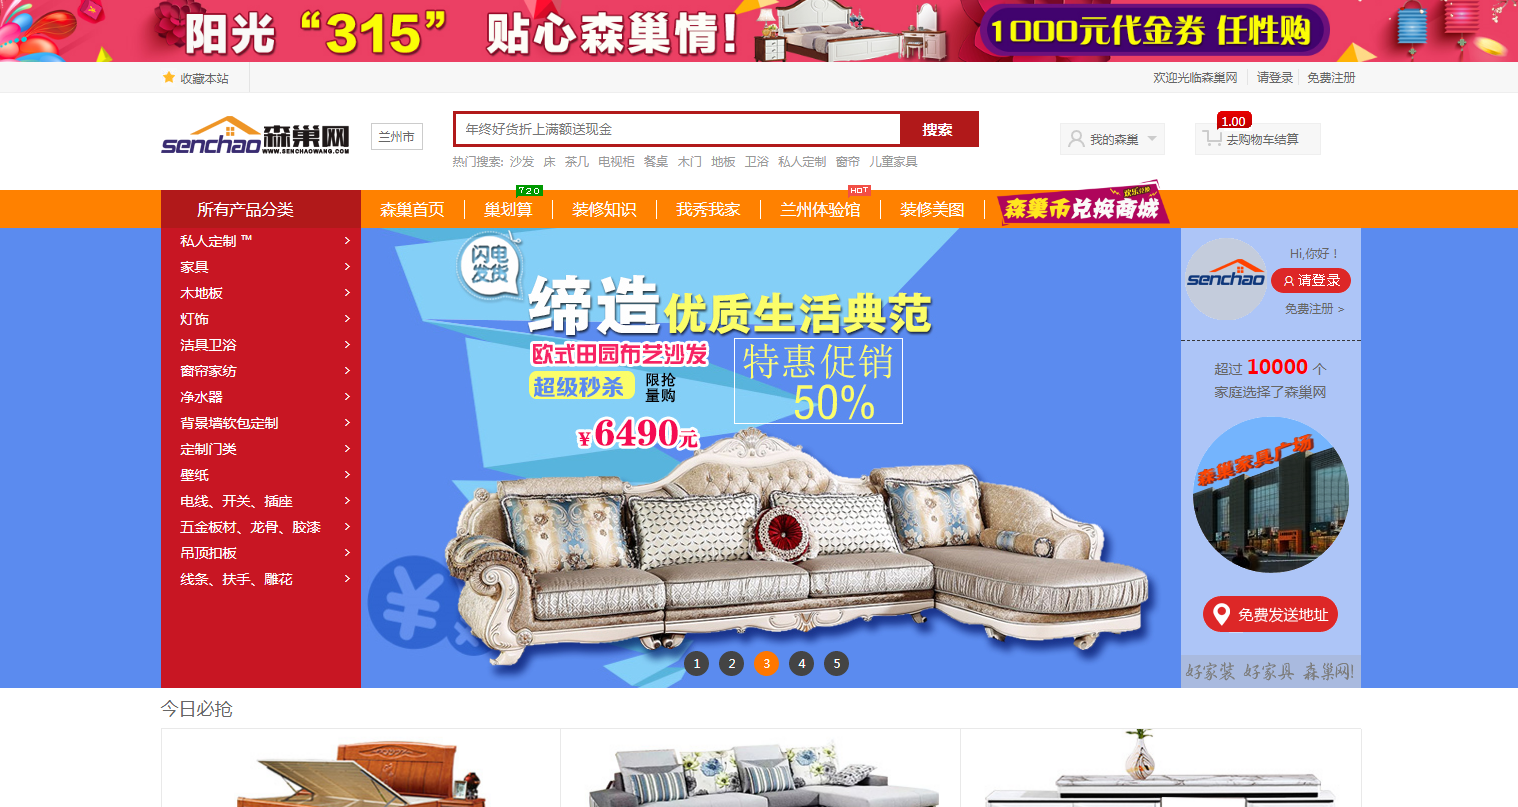 阳光“315” 贴心森巢情!
1000元代金券 任性购
收藏本站
欢迎光临森巢网
请登录
免费注册
senchao森巢网
WWW.SENCHAOWANG.COM
兰州市
年终好货折上满额送现金
搜索
热门搜索: 沙发 床 茶几 电视柜 餐桌 木门 地板 卫浴 私人定制 窗帘 儿童家具
我的森巢
1.00
去购物车结算
所有产品分类
森巢首页
巢划算
720
装修知识
我秀我家
兰州体验馆
HOT
装修美图
森巢币兑换商城
私人定制 ™ >
家具 >
木地板 >
灯饰 >
洁具卫浴 >
窗帘家纺 >
净水器 >
背景墙软包定制 >
定制门类 >
壁纸 >
电线、开关、插座 >
五金板材、龙骨、胶漆 >
吊顶扣板 >
线条、扶手、雕花 >
闪电
发货
缔造优质生活典范
欧式田园布艺沙发
超级秒杀
限抢
量购
¥6490元
特惠促销
50%
¥
¥
1 2 3 4 5
senchao
Hi,你好！
请登录
免费注册 >
超过 10000 个
家庭选择了森巢网
森巢家具广场
免费发送地址
好家装 好家具 森巢网!
今日必抢